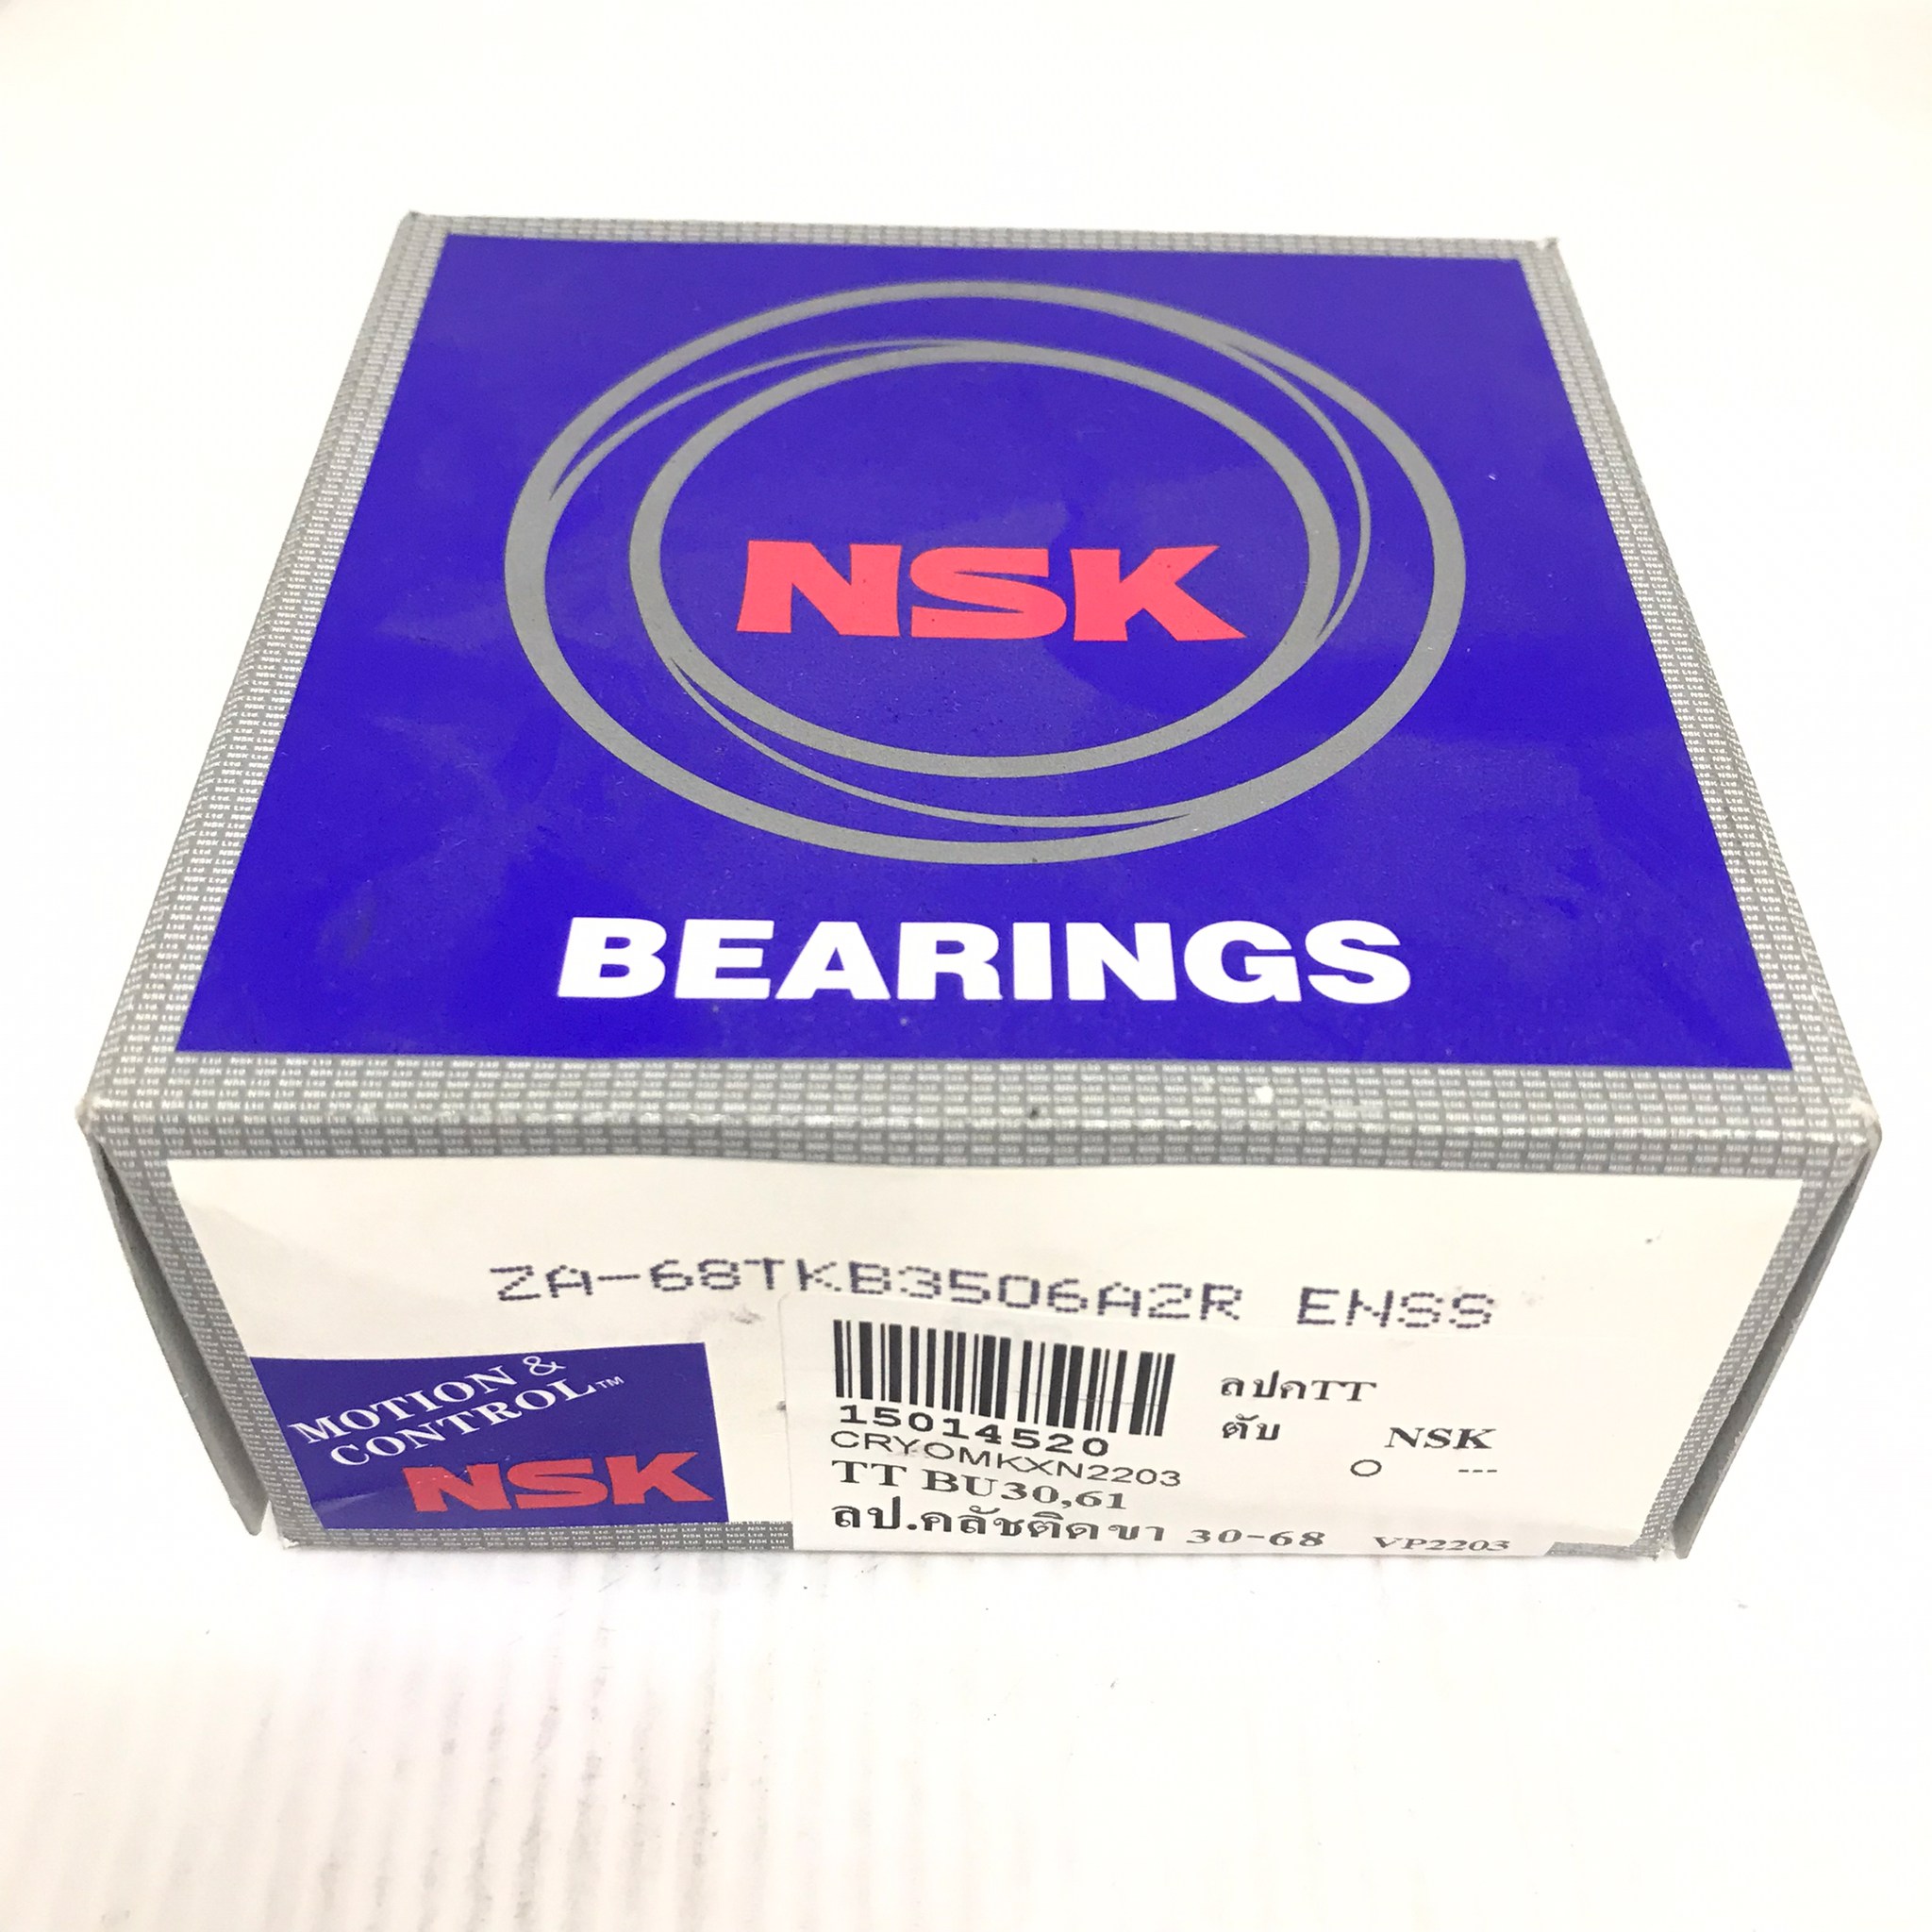 NSK
BEARINGS
ZA-68TKB3506A2R ENSS
MOTION &
CONTROL™
NSK
15014520
CRYOMKXN2203
TT BU30,61
ลป.คลัชติดขา 30-68 VP2203
ลปคTT
ตับ NSK
O ---